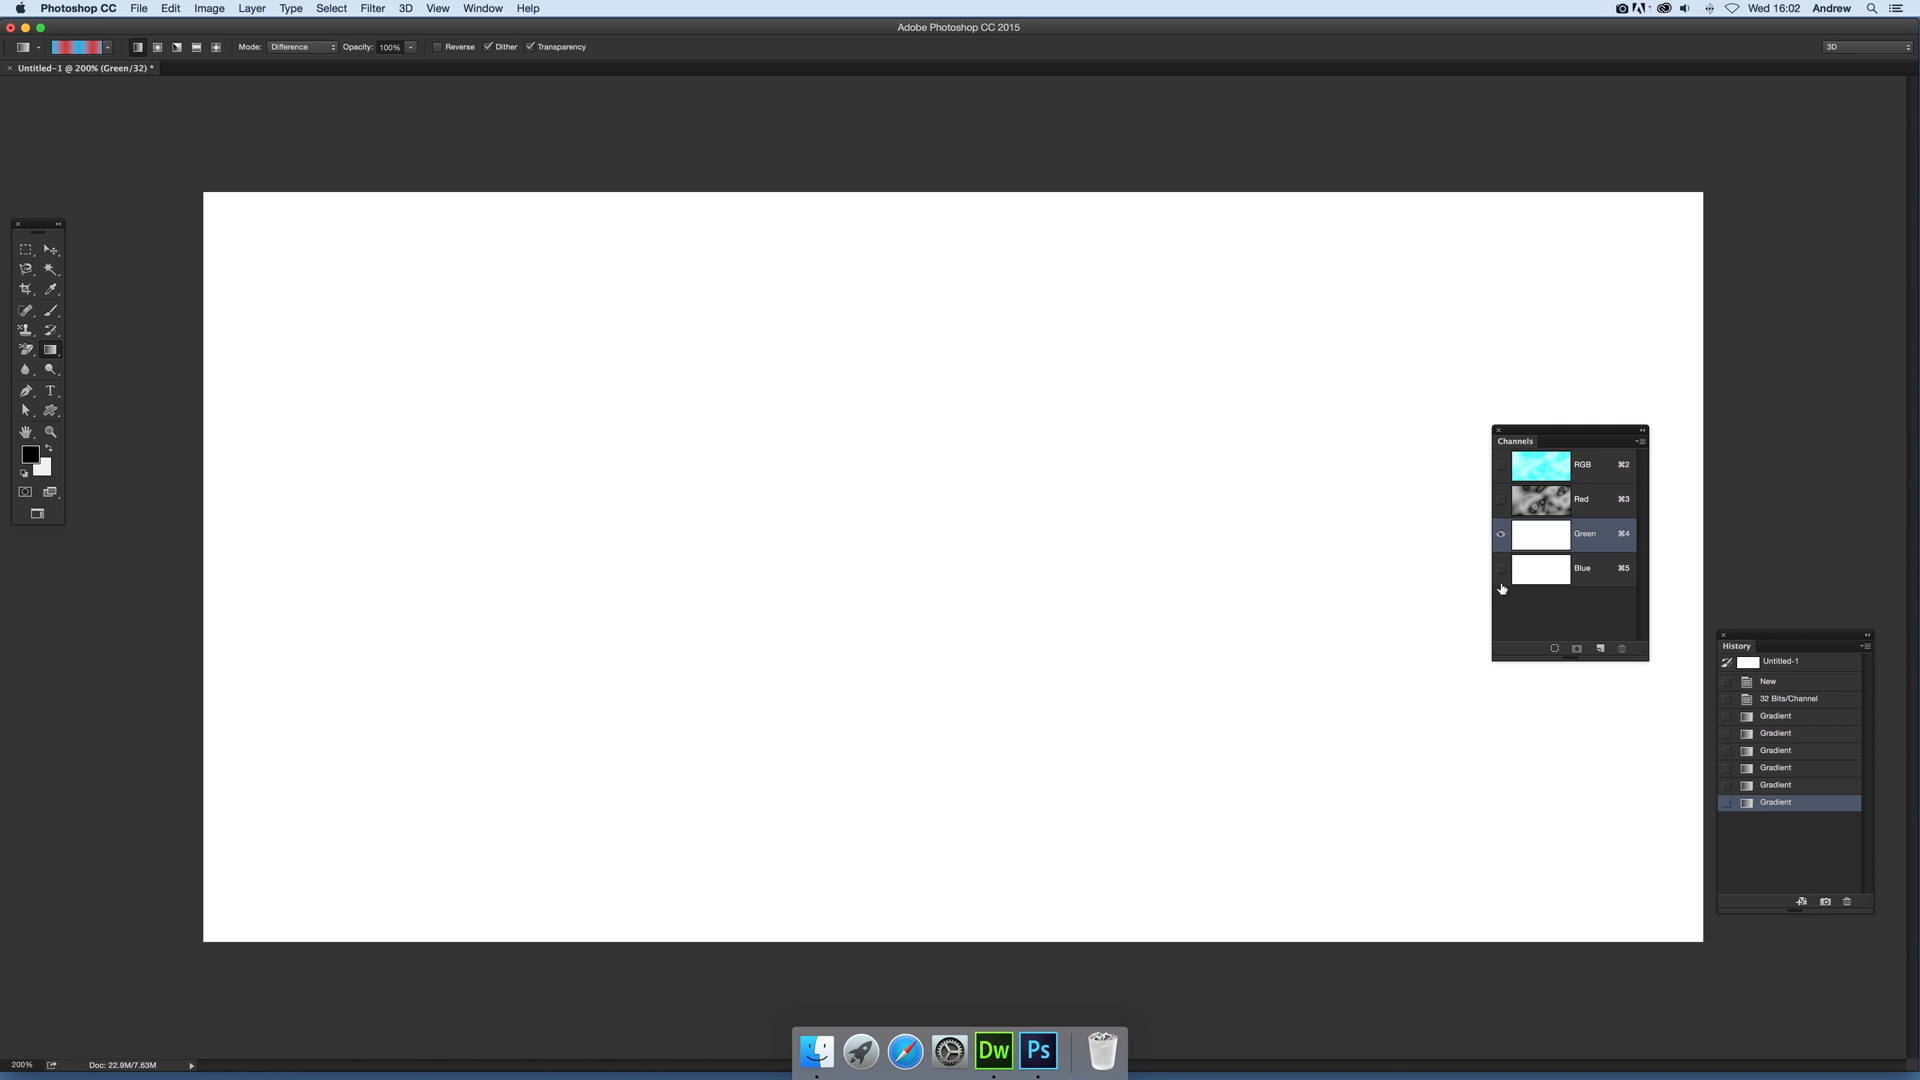 Photoshop CC File Edit Image Layer Type Select Filter 3D View Window Help Wed 16:02 Andrew
Adobe Photoshop CC 2015
Mode: Difference Opacity: 100% Reverse Dither Transparency 3D
Untitled-1 @ 200% (Green/32) *
Channels
RGB ⌘2
Red ⌘3
Green ⌘4
Blue ⌘5
History
Untitled-1
New
32 Bits/Channel
Gradient
Gradient
Gradient
Gradient
Gradient
Gradient
T
Dw Ps
200% Doc: 22.9M/7.63M